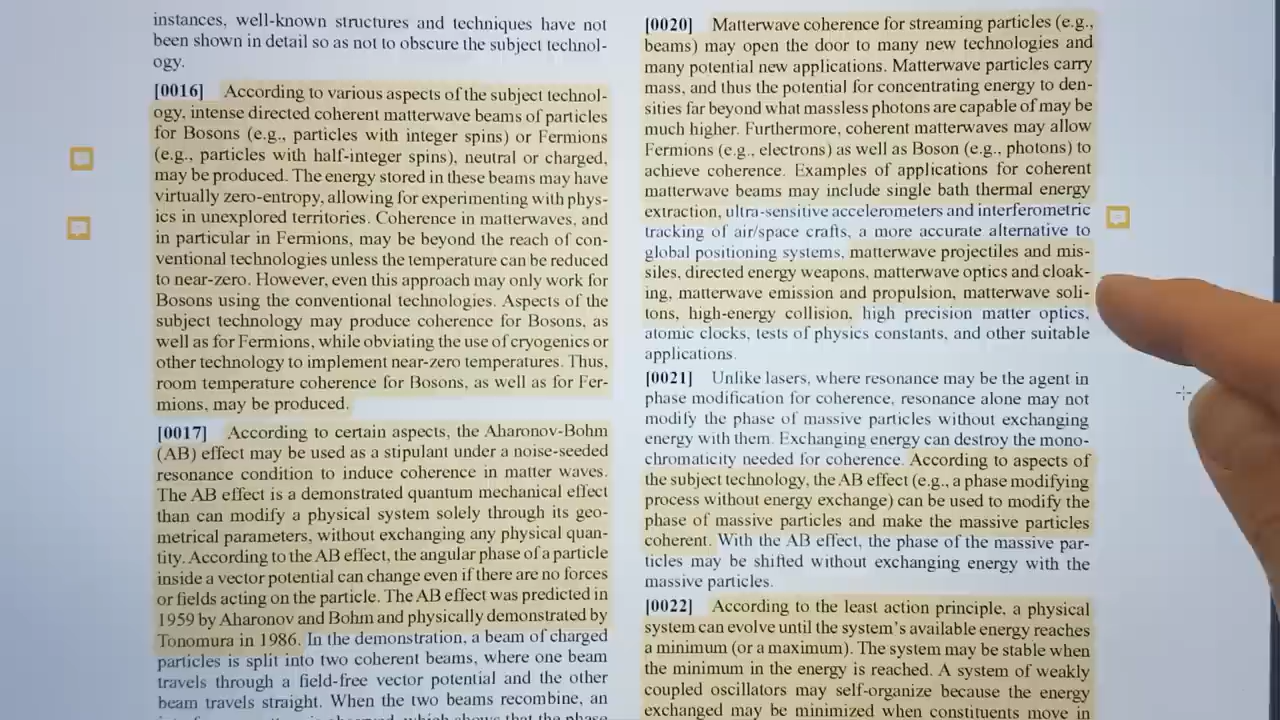 instances, well-known structures and techniques have not
been shown in detail so as not to obscure the subject technol-
ogy.
[0016] According to various aspects of the subject technol-
ogy, intense directed coherent matterwave beams of particles
for Bosons (e.g., particles with integer spins) or Fermions
(e.g., particles with half-integer spins), neutral or charged,
may be produced. The energy stored in these beams may have
virtually zero-entropy, allowing for experimenting with phys-
ics in unexplored territories. Coherence in matterwaves, and
in particular in Fermions, may be beyond the reach of con-
ventional technologies unless the temperature can be reduced
to near-zero. However, even this approach may only work for
Bosons using the conventional technologies. Aspects of the
subject technology may produce coherence for Bosons, as
well as for Fermions, while obviating the use of cryogenics or
other technology to implement near-zero temperatures. Thus,
room temperature coherence for Bosons, as well as for Fer-
mions, may be produced.
[0017] According to certain aspects, the Aharonov-Bohm
(AB) effect may be used as a stipulant under a noise-seeded
resonance condition to induce coherence in matter waves.
The AB effect is a demonstrated quantum mechanical effect
than can modify a physical system solely through its geo-
metrical parameters, without exchanging any physical quan-
tity. According to the AB effect, the angular phase of a particle
inside a vector potential can change even if there are no forces
or fields acting on the particle. The AB effect was predicted in
1959 by Aharonov and Bohm and physically demonstrated by
Tonomura in 1986. In the demonstration, a beam of charged
particles is split into two coherent beams, where one beam
travels through a field-free vector potential and the other
beam travels straight. When the two beams recombine, an
[0020] Matterwave coherence for streaming particles (e.g.,
beams) may open the door to many new technologies and
many potential new applications. Matterwave particles carry
mass, and thus the potential for concentrating energy to den-
sities far beyond what massless photons are capable of may be
much higher. Furthermore, coherent matterwaves may allow
Fermions (e.g., electrons) as well as Boson (e.g., photons) to
achieve coherence. Examples of applications for coherent
matterwave beams may include single bath thermal energy
extraction, ultra-sensitive accelerometers and interferometric
tracking of air/space crafts, a more accurate alternative to
global positioning systems, matterwave projectiles and mis-
siles, directed energy weapons, matterwave optics and cloak-
ing, matterwave emission and propulsion, matterwave soli-
tons, high-energy collision, high precision matter optics,
atomic clocks, tests of physics constants, and other suitable
applications.
[0021] Unlike lasers, where resonance may be the agent in
phase modification for coherence, resonance alone may not
modify the phase of massive particles without exchanging
energy with them. Exchanging energy can destroy the mono-
chromaticity needed for coherence. According to aspects of
the subject technology, the AB effect (e.g., a phase modifying
process without energy exchange) can be used to modify the
phase of massive particles and make the massive particles
coherent. With the AB effect, the phase of the massive par-
ticles may be shifted without exchanging energy with the
massive particles.
[0022] According to the least action principle, a physical
system can evolve until the system's available energy reaches
a minimum (or a maximum). The system may be stable when
the minimum in the energy is reached. A system of weakly
coupled oscillators may self-organize because the energy
exchanged may be minimized when constituents move in